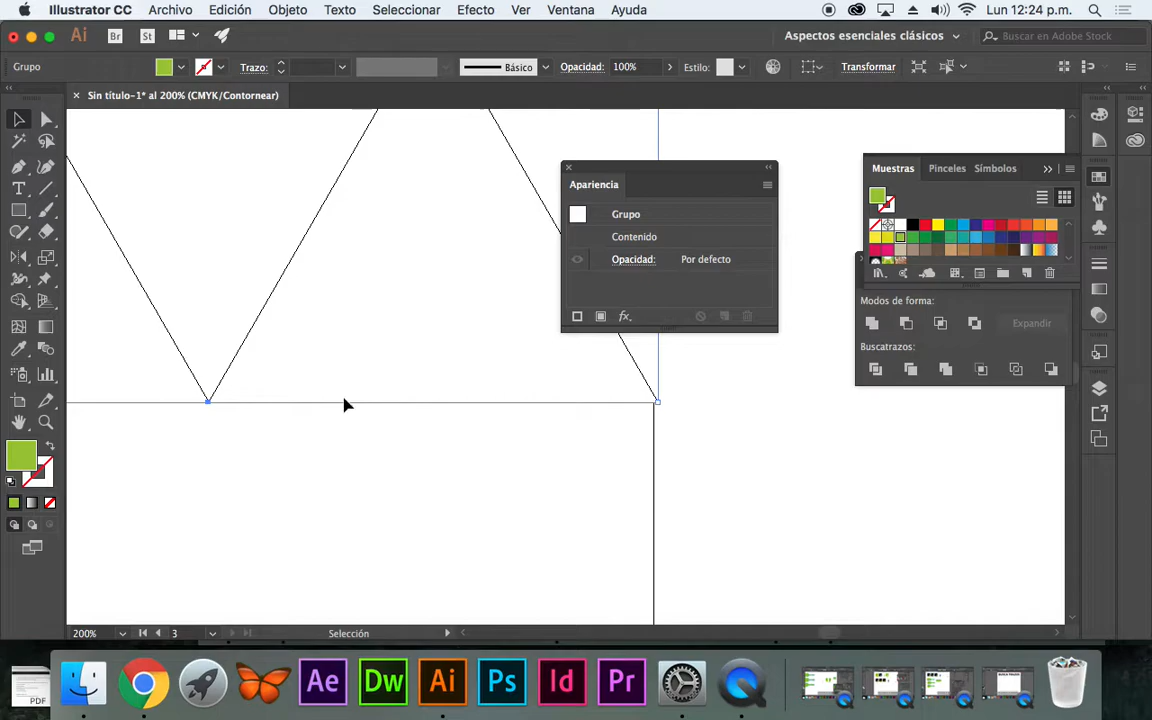 Illustrator CC Archivo Edición Objeto Texto Seleccionar Efecto Ver Ventana Ayuda Lun 12:24 p.m.
Ai Br St Aspectos esenciales clásicos Buscar en Adobe Stock
Grupo Trazo: Básico Opacidad: 100% Estilo: Transformar
× Sin título-1* al 200% (CMYK/Contornear)
Muestras Pinceles Símbolos
Apariencia
Grupo
Contenido
Opacidad: Por defecto
fx
Modos de forma:
Expandir
Buscatrazos:
200% 3 Selección
PDF Ae Dw Ai Ps Id Pr